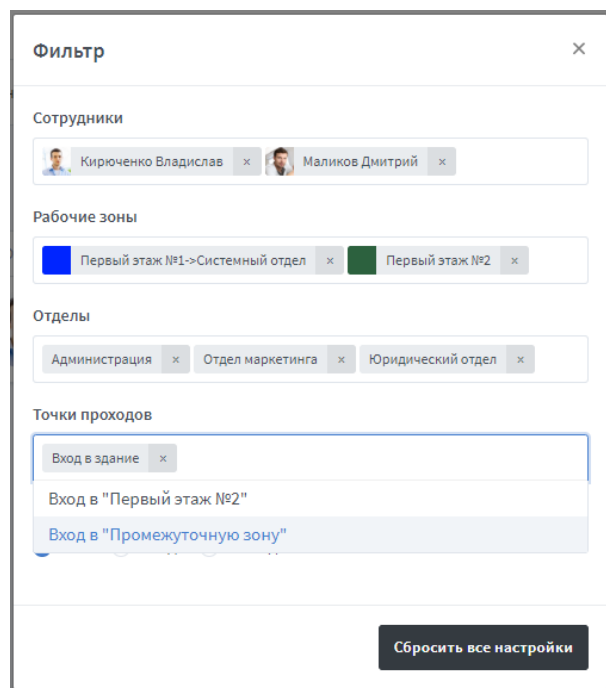 Фильтр ×
Сотрудники
Кирюченко Владислав × Маликов Дмитрий ×
Рабочие зоны
Первый этаж №1->Системный отдел × Первый этаж №2 ×
Отделы
Администрация × Отдел маркетинга × Юридический отдел ×
Точки проходов
Вход в здание ×
Вход в "Первый этаж №2"
Вход в "Промежуточную зону"
Сбросить все настройки